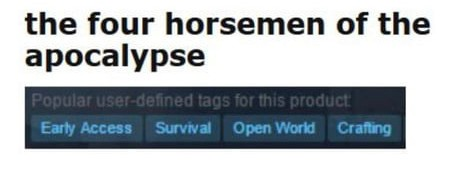 the four horsemen of the
apocalypse
Popular user-defined tags for this product:
Early Access Survival Open World Crafting